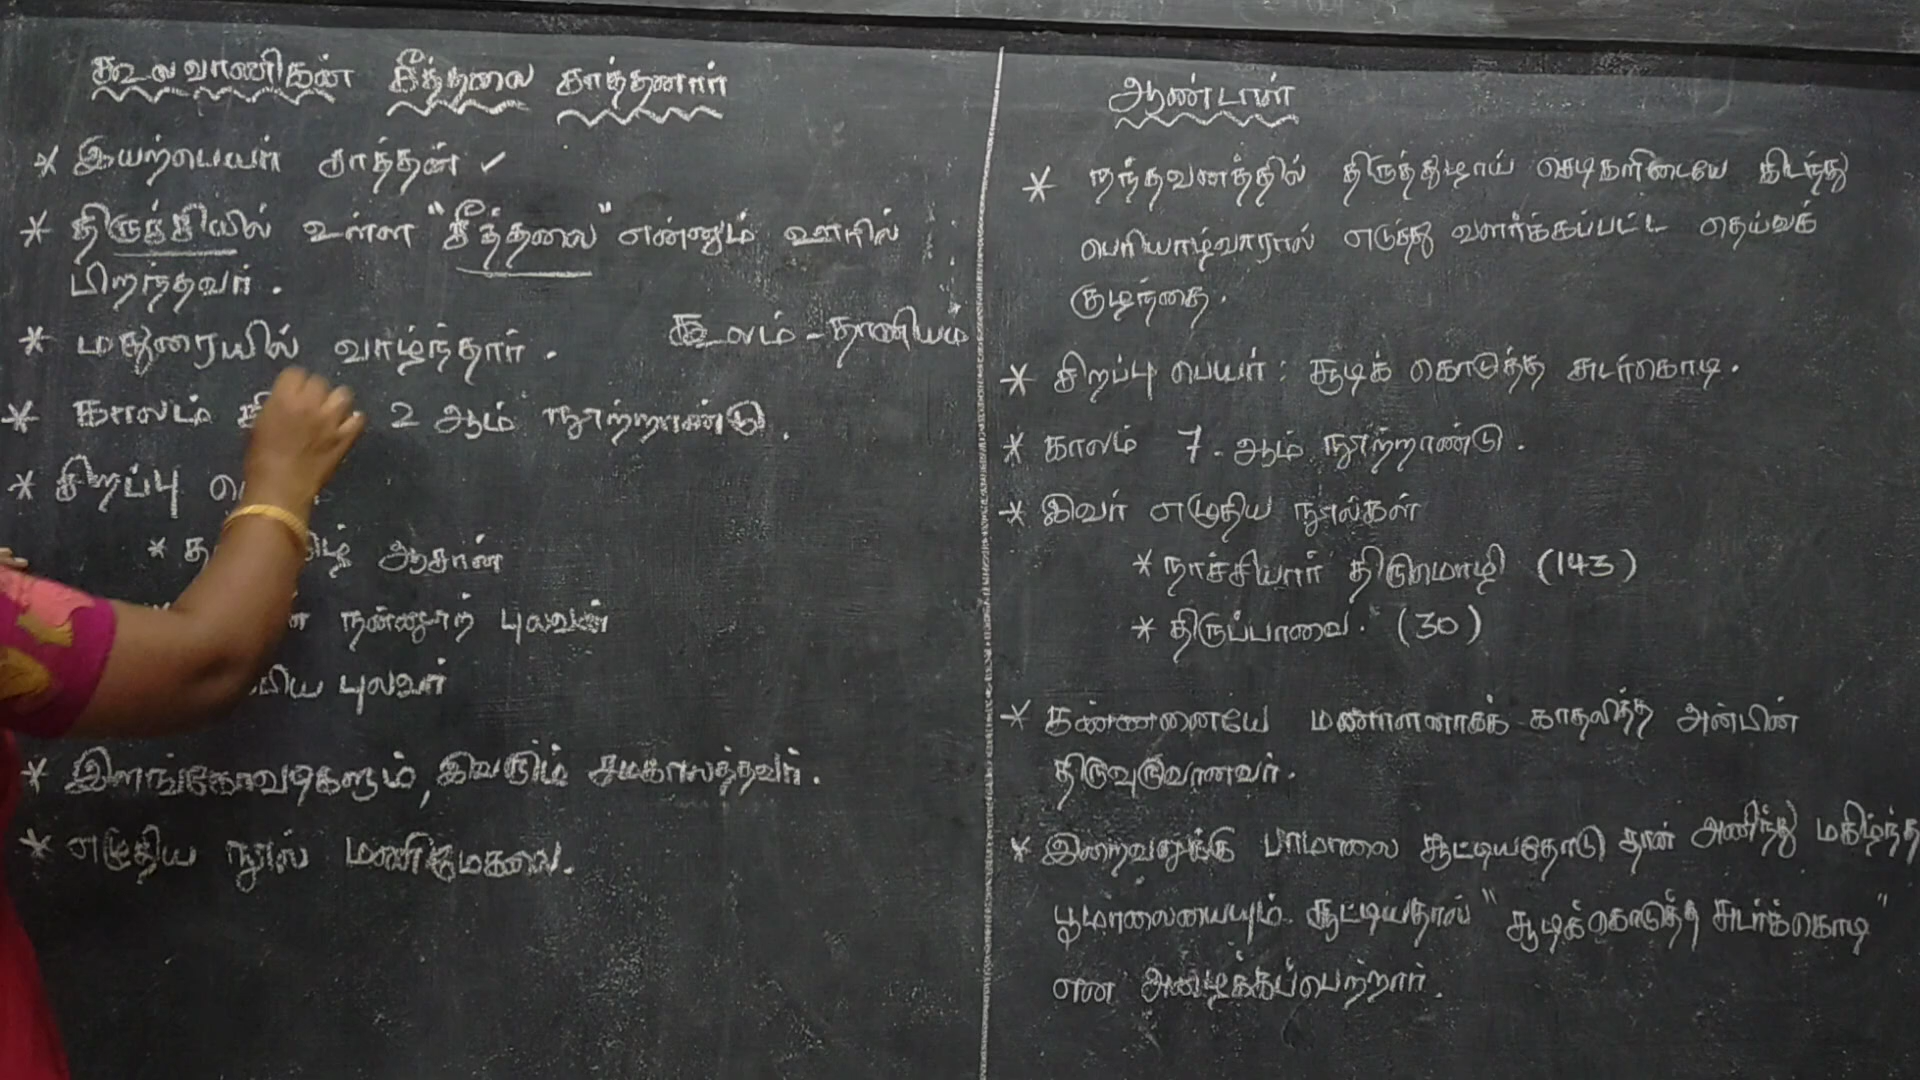 கூலவாணிகன் சீத்தலை சாத்தனார்
* இயற்பெயர் சாத்தன் ✓
* திருச்சியில் உள்ள "சீத்தலை" என்னும் ஊரில்
பிறந்தவர்.
* மதுரையில் வாழ்ந்தார்.
கூலம் - தானியம்
* காலம் 2 ஆம் நூற்றாண்டு.
* சிறப்பு
* ஆசான்
நன்னூற் புலவன்
புலவர்
* இளங்கோவடிகளும், இவரும் சமகாலத்தவர்.
* எழுதிய நூல் மணிமேகலை.
ஆண்டாள்
* நந்தவனத்தில் திருத்துழாய் செடிகளிடையே கிடந்து
பெரியாழ்வாரால் எடுத்து வளர்க்கப்பட்ட தெய்வக்
குழந்தை.
* சிறப்பு பெயர் : சூடிக் கொடுத்த சுடர்கொடி.
* காலம் 7. ஆம் நூற்றாண்டு.
* இவர் எழுதிய நூல்கள்
* நாச்சியார் திருமொழி (143)
* திருப்பாவை. (30)
* கண்ணனையே மணாளனாகக் காதலித்த அன்பின்
திருவுருவானவர்.
* இறைவனுக்கு பாமாலை சூட்டியதோடு தான் அணிந்து மகிழ்ந்த
பூமாலையையும் சூட்டியதால் "சூடிக்கொடுத்த சுடர்க்கொடி"
என அழைக்கப்பெற்றார்.